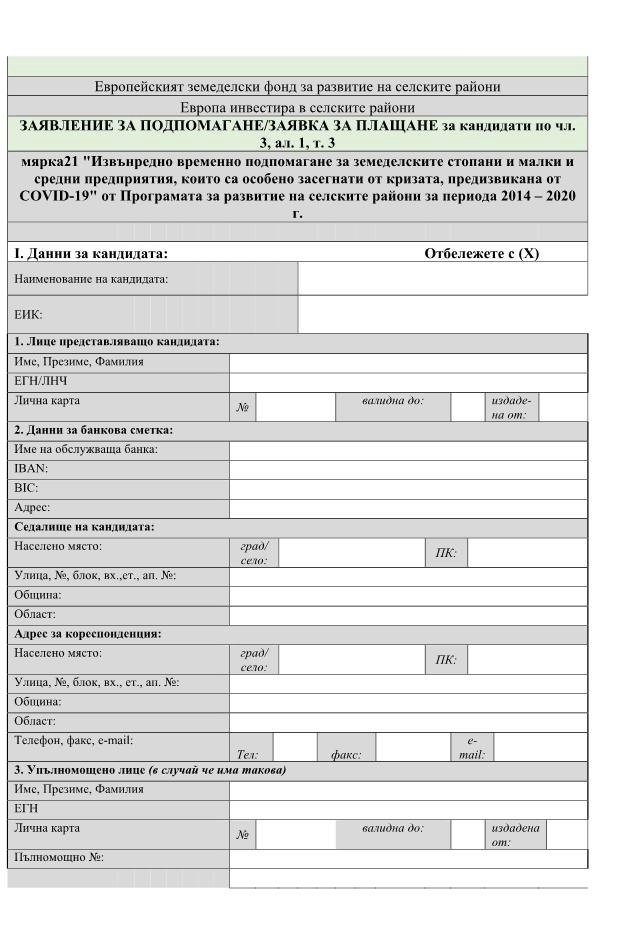 Европейският земеделски фонд за развитие на селските райони
Европа инвестира в селските райони
ЗАЯВЛЕНИЕ ЗА ПОДПОМАГАНЕ/ЗАЯВКА ЗА ПЛАЩАНЕ за кандидати по чл.
3, ал. 1, т. 3
мярка21 "Извънредно временно подпомагане за земеделските стопани и малки и
средни предприятия, които са особено засегнати от кризата, предизвикана от
COVID-19" от Програмата за развитие на селските райони за периода 2014 – 2020
г.
I. Данни за кандидата: Отбележете с (X)
Наименование на кандидата:
ЕИК:
1. Лице представляващо кандидата:
Име, Презиме, Фамилия
ЕГН/ЛНЧ
Лична карта № валидна до: издаде-
на от:
2. Данни за банкова сметка:
Име на обслужваща банка:
IBAN:
BIC:
Адрес:
Седалище на кандидата:
Населено място: град/
село: ПК:
Улица, №, блок, вх.,ет., ап. №:
Община:
Област:
Адрес за кореспонденция:
Населено място: град/
село: ПК:
Улица, №, блок, вх., ет., ап. №:
Община:
Област:
Телефон, факс, e-mail: Тел: факс: e-
mail:
3. Упълномощено лице (в случай че има такова)
Име, Презиме, Фамилия
ЕГН
Лична карта № валидна до: издадена
от:
Пълномощно №: